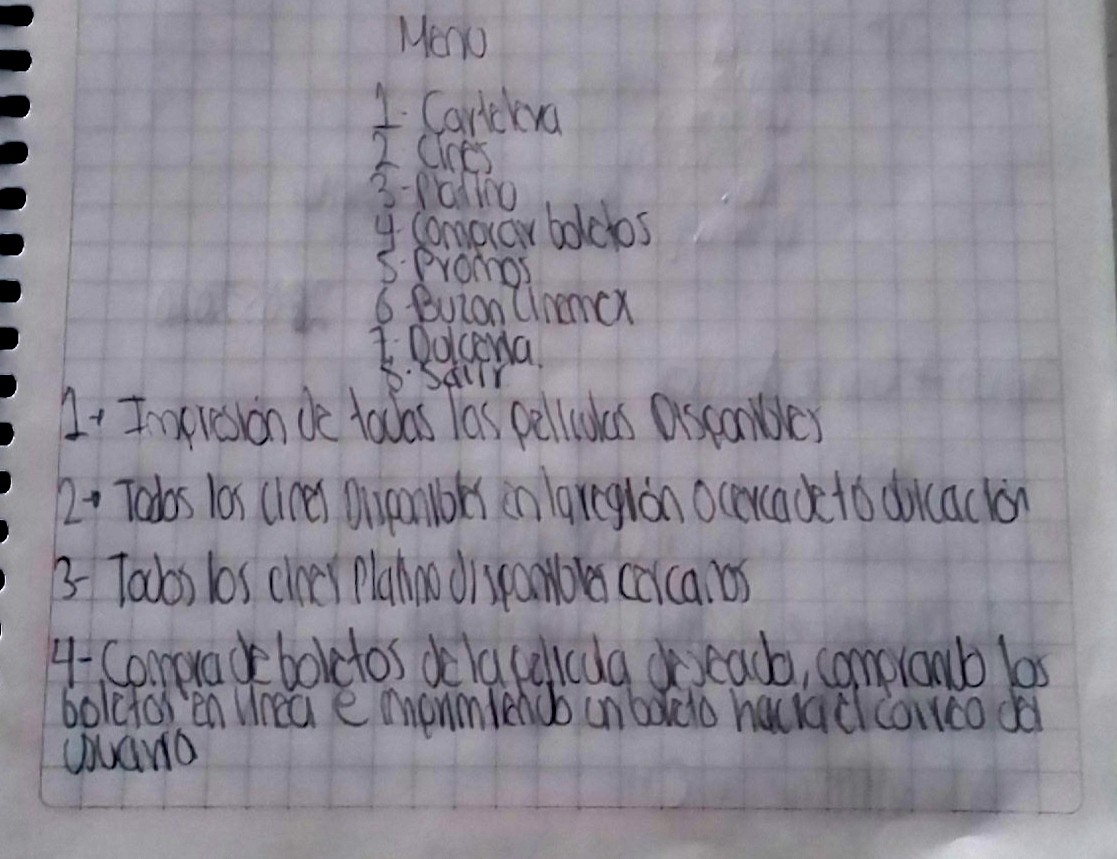 Menu
1- Cartelera
2 Cines
3-Platino
4- Comprar boletos
5-Promos
6-Buzon Cinemex
7- Dulceria.
8- Salir
1→ Impresión de todas las peliculas Disponibles
2→ Todos los cines Disponibles en la región o cerca de tú ubicación
3- Todos los cines Platino disponibles cercanos
4- Compra de boletos de la pelicula deseada, comprando los
boletos en linea e imprimiendo un boleto hacia el correo del
usuario